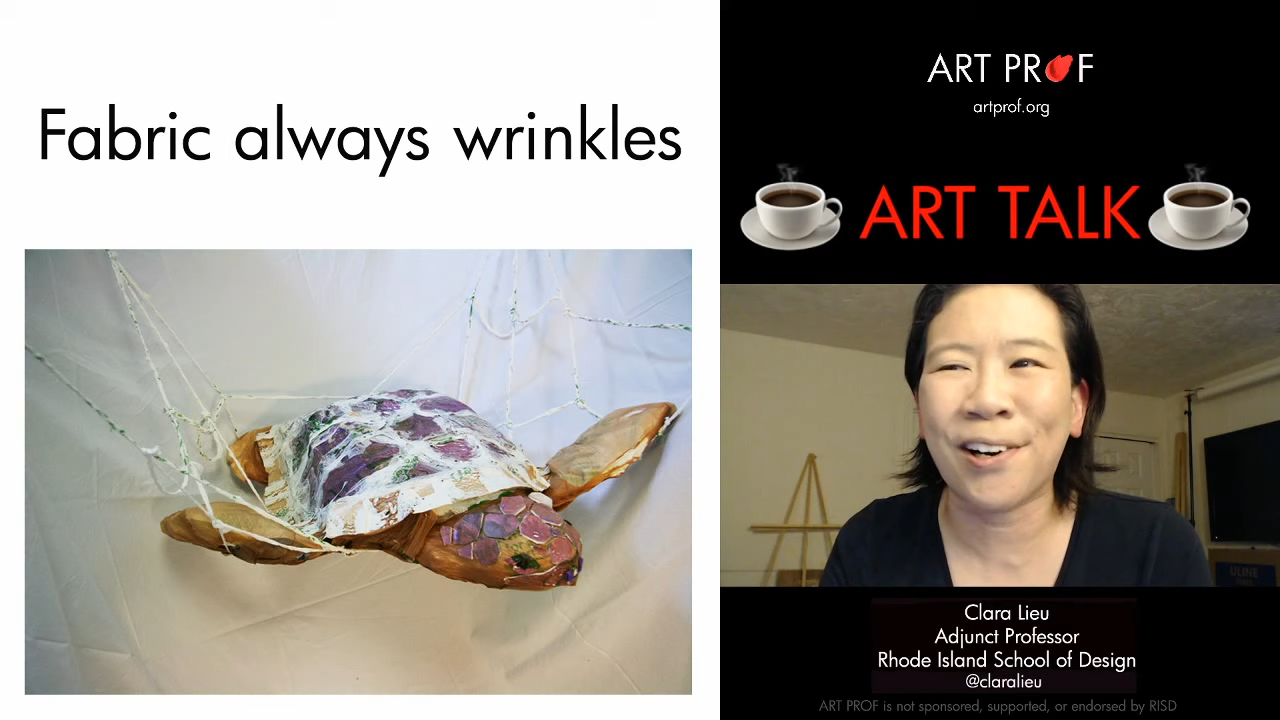 Fabric always wrinkles
ART PROF
artprof.org
ART TALK
ULINE
Clara Lieu
Adjunct Professor
Rhode Island School of Design
@claralieu
ART PROF is not sponsored, supported, or endorsed by RISD